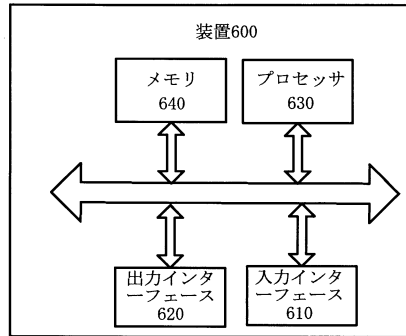 装置600
メモリ
640
プロセッサ
630
出力インタ
ーフェース
620
入力インタ
ーフェース
610